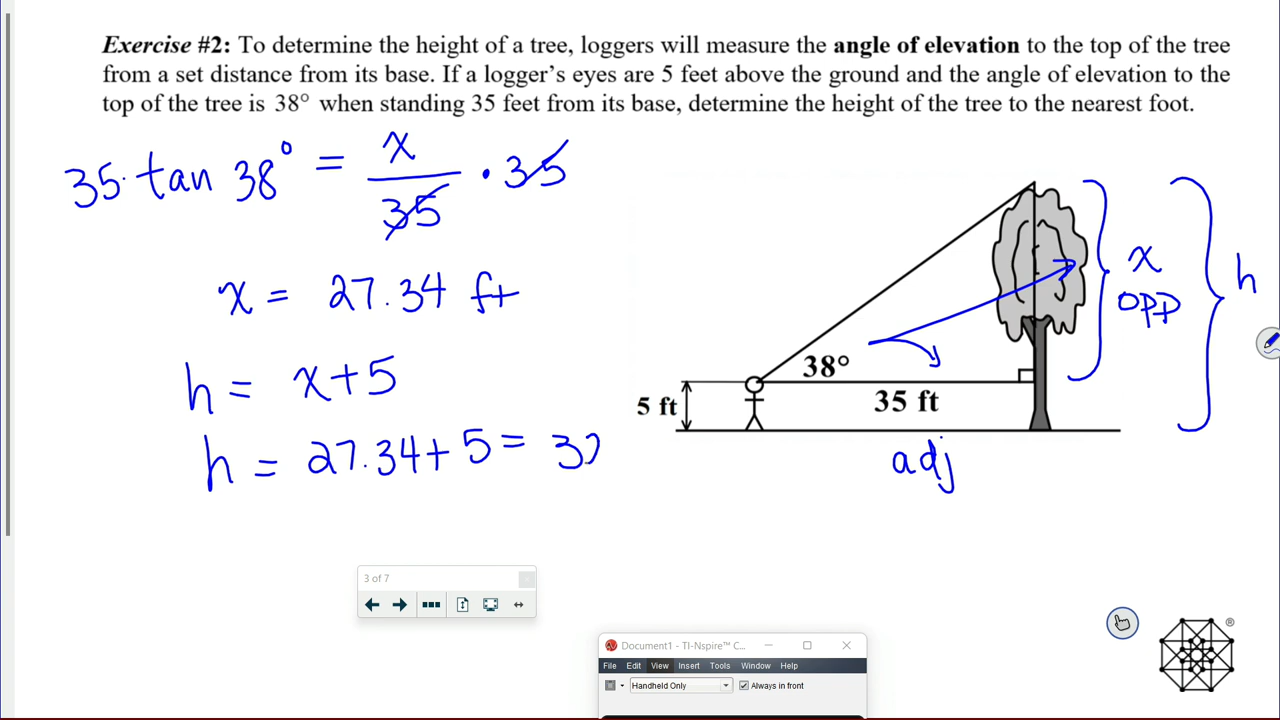 Exercise #2: To determine the height of a tree, loggers will measure the angle of elevation to the top of the tree
from a set distance from its base. If a logger's eyes are 5 feet above the ground and the angle of elevation to the
top of the tree is 38° when standing 35 feet from its base, determine the height of the tree to the nearest foot.
35·tan 38° = x/35 · 35
x = 27.34 ft
h = x+5
h = 27.34+5=
38°
35 ft
5 ft
adj
x
opp
h
3 of 7
Document1 - TI-Nspire™ C...
File Edit View Insert Tools Window Help
Handheld Only Always in front
®